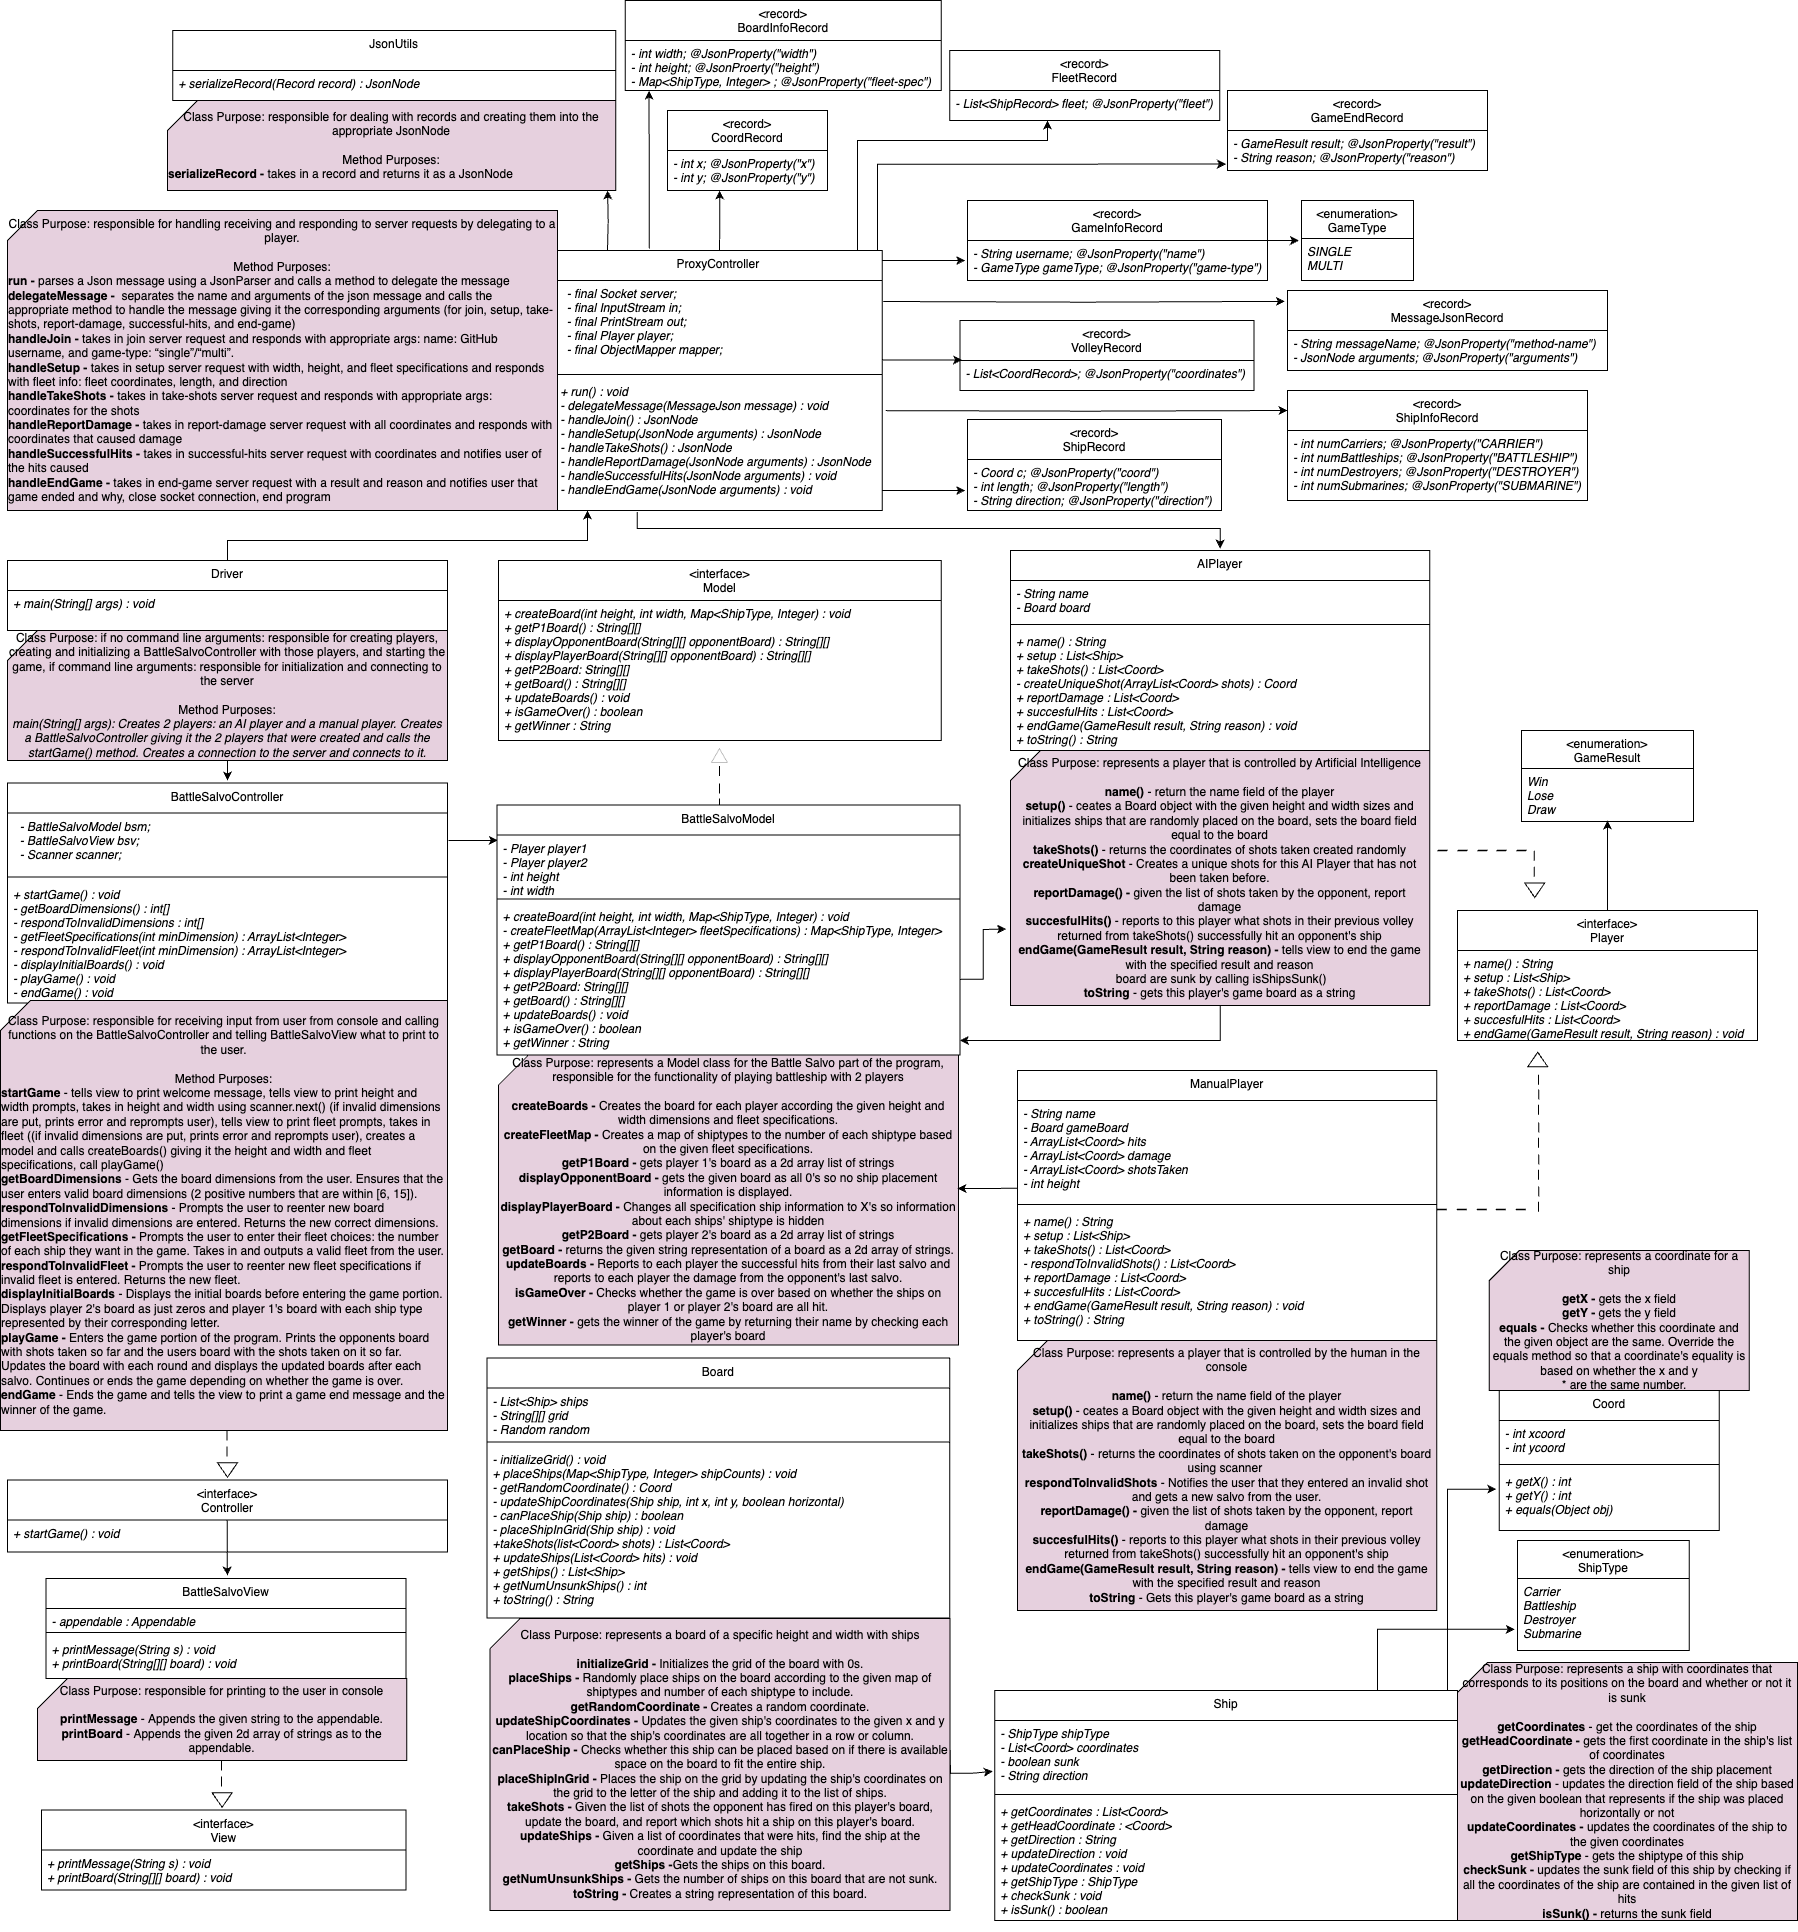 JsonUtils
+ serializeRecord(Record record) : JsonNode
Class Purpose: responsible for dealing with records and creating them into the
appropriate JsonNode
Method Purposes:
serializeRecord - takes in a record and returns it as a JsonNode
<record>
BoardInfoRecord
- int width; @JsonProperty("width")
- int height; @JsonProerty("height")
- Map<ShipType, Integer> ; @JsonProperty("fleet-spec")
<record>
CoordRecord
- int x; @JsonProperty("x")
- int y; @JsonProperty("y")
<record>
FleetRecord
- List<ShipRecord> fleet; @JsonProperty("fleet")
<record>
GameEndRecord
- GameResult result; @JsonProperty("result")
- String reason; @JsonProperty("reason")
<record>
GameInfoRecord
- String username; @JsonProperty("name")
- GameType gameType; @JsonProperty("game-type")
<enumeration>
GameType
SINGLE
MULTI
Class Purpose: responsible for handling receiving and responding to server requests by delegating to a
player.
Method Purposes:
run - parses a Json message using a JsonParser and calls a method to delegate the message
delegateMessage - separates the name and arguments of the json message and calls the
appropriate method to handle the message giving it the corresponding arguments (for join, setup, take-
shots, report-damage, successful-hits, and end-game)
handleJoin - takes in join server request and responds with appropriate args: name: GitHub
username, and game-type: “single”/“multi”.
handleSetup - takes in setup server request with width, height, and fleet specifications and responds
with fleet info: fleet coordinates, length, and direction
handleTakeShots - takes in take-shots server request and responds with appropriate args:
coordinates for the shots
handleReportDamage - takes in report-damage server request with all coordinates and responds with
coordinates that caused damage
handleSuccessfulHits - takes in successful-hits server request with coordinates and notifies user of
the hits caused
handleEndGame - takes in end-game server request with a result and reason and notifies user that
game ended and why, close socket connection, end program
ProxyController
- final Socket server;
- final InputStream in;
- final PrintStream out;
- final Player player;
- final ObjectMapper mapper;
+ run() : void
- delegateMessage(MessageJson message) : void
- handleJoin() : JsonNode
- handleSetup(JsonNode arguments) : JsonNode
- handleTakeShots() : JsonNode
- handleReportDamage(JsonNode arguments) : JsonNode
- handleSuccessfulHits(JsonNode arguments) : void
- handleEndGame(JsonNode arguments) : void
<record>
MessageJsonRecord
- String messageName; @JsonProperty("method-name")
- JsonNode arguments; @JsonProperty("arguments")
<record>
VolleyRecord
- List<CoordRecord>; @JsonProperty("coordinates")
<record>
ShipInfoRecord
- int numCarriers; @JsonProperty("CARRIER")
- int numBattleships; @JsonProperty("BATTLESHIP")
- int numDestroyers; @JsonProperty("DESTROYER")
- int numSubmarines; @JsonProperty("SUBMARINE")
<record>
ShipRecord
- Coord c; @JsonProperty("coord")
- int length; @JsonProperty("length")
- String direction; @JsonProperty("direction")
Driver
+ main(String[] args) : void
Class Purpose: if no command line arguments: responsible for creating players,
creating and initializing a BattleSalvoController with those players, and starting the
game, if command line arguments: responsible for initialization and connecting to
the server
Method Purposes:
main(String[] args): Creates 2 players: an AI player and a manual player. Creates
a BattleSalvoController giving it the 2 players that were created and calls the
startGame() method. Creates a connection to the server and connects to it.
<interface>
Model
+ createBoard(int height, int width, Map<ShipType, Integer) : void
+ getP1Board() : String[][]
+ displayOpponentBoard(String[][] opponentBoard) : String[][]
+ displayPlayerBoard(String[][] opponentBoard) : String[][]
+ getP2Board: String[][]
+ getBoard() : String[][]
+ updateBoards() : void
+ isGameOver() : boolean
+ getWinner : String
AIPlayer
- String name
- Board board
+ name() : String
+ setup : List<Ship>
+ takeShots() : List<Coord>
- createUniqueShot(ArrayList<Coord> shots) : Coord
+ reportDamage : List<Coord>
+ succesfulHits : List<Coord>
+ endGame(GameResult result, String reason) : void
+ toString() : String
Class Purpose: represents a player that is controlled by Artificial Intelligence
name() - return the name field of the player
setup() - ceates a Board object with the given height and width sizes and
initializes ships that are randomly placed on the board, sets the board field
equal to the board
takeShots() - returns the coordinates of shots taken created randomly
createUniqueShot - Creates a unique shots for this AI Player that has not
been taken before.
reportDamage() - given the list of shots taken by the opponent, report
damage
succesfulHits() - reports to this player what shots in their previous volley
returned from takeShots() successfully hit an opponent's ship
endGame(GameResult result, String reason) - tells view to end the game
with the specified result and reason
board are sunk by calling isShipsSunk()
toString - gets this player's game board as a string
<enumeration>
GameResult
Win
Lose
Draw
<interface>
Player
+ name() : String
+ setup : List<Ship>
+ takeShots() : List<Coord>
+ reportDamage : List<Coord>
+ succesfulHits : List<Coord>
+ endGame(GameResult result, String reason) : void
BattleSalvoController
- BattleSalvoModel bsm;
- BattleSalvoView bsv;
- Scanner scanner;
+ startGame() : void
- getBoardDimensions() : int[]
- respondToInvalidDimensions : int[]
- getFleetSpecifications(int minDimension) : ArrayList<Integer>
- respondToInvalidFleet(int minDimension) : ArrayList<Integer>
- displayInitialBoards() : void
- playGame() : void
- endGame() : void
Class Purpose: responsible for receiving input from user from console and calling
functions on the BattleSalvoController and telling BattleSalvoView what to print to
the user.
Method Purposes:
startGame - tells view to print welcome message, tells view to print height and
width prompts, takes in height and width using scanner.next() (if invalid dimensions
are put, prints error and reprompts user), tells view to print fleet prompts, takes in
fleet ((if invalid dimensions are put, prints error and reprompts user), creates a
model and calls createBoards() giving it the height and width and fleet
specifications, call playGame()
getBoardDimensions - Gets the board dimensions from the user. Ensures that the
user enters valid board dimensions (2 positive numbers that are within [6, 15]).
respondToInvalidDimensions - Prompts the user to reenter new board
dimensions if invalid dimensions are entered. Returns the new correct dimensions.
getFleetSpecifications - Prompts the user to enter their fleet choices: the number
of each ship they want in the game. Takes in and outputs a valid fleet from the user.
respondToInvalidFleet - Prompts the user to reenter new fleet specifications if
invalid fleet is entered. Returns the new fleet.
displayInitialBoards - Displays the initial boards before entering the game portion.
Displays player 2's board as just zeros and player 1's board with each ship type
represented by their corresponding letter.
playGame - Enters the game portion of the program. Prints the opponents board
with shots taken so far and the users board with the shots taken on it so far.
Updates the board with each round and displays the updated boards after each
salvo. Continues or ends the game depending on whether the game is over.
endGame - Ends the game and tells the view to print a game end message and the
winner of the game.
BattleSalvoModel
- Player player1
- Player player2
- int height
- int width
+ createBoard(int height, int width, Map<ShipType, Integer) : void
- createFleetMap(ArrayList<Integer> fleetSpecifications) : Map<ShipType, Integer>
+ getP1Board() : String[][]
+ displayOpponentBoard(String[][] opponentBoard) : String[][]
+ displayPlayerBoard(String[][] opponentBoard) : String[][]
+ getP2Board: String[][]
+ getBoard() : String[][]
+ updateBoards() : void
+ isGameOver() : boolean
+ getWinner : String
Class Purpose: represents a Model class for the Battle Salvo part of the program,
responsible for the functionality of playing battleship with 2 players
createBoards - Creates the board for each player according the given height and
width dimensions and fleet specifications.
createFleetMap - Creates a map of shiptypes to the number of each shiptype based
on the given fleet specifications.
getP1Board - gets player 1's board as a 2d array list of strings
displayOpponentBoard - gets the given board as all 0's so no ship placement
information is displayed.
displayPlayerBoard - Changes all specification ship information to X's so information
about each ships' shiptype is hidden
getP2Board - gets player 2's board as a 2d array list of strings
getBoard - returns the given string representation of a board as a 2d array of strings.
updateBoards - Reports to each player the successful hits from their last salvo and
reports to each player the damage from the opponent's last salvo.
isGameOver - Checks whether the game is over based on whether the ships on
player 1 or player 2's board are all hit.
getWinner - gets the winner of the game by returning their name by checking each
player's board
ManualPlayer
- String name
- Board gameBoard
- ArrayList<Coord> hits
- ArrayList<Coord> damage
- ArrayList<Coord> shotsTaken
- int height
+ name() : String
+ setup : List<Ship>
+ takeShots() : List<Coord>
- respondToInvalidShots() : List<Coord>
+ reportDamage : List<Coord>
+ succesfulHits : List<Coord>
+ endGame(GameResult result, String reason) : void
+ toString() : String
Class Purpose: represents a player that is controlled by the human in the
console
name() - return the name field of the player
setup() - ceates a Board object with the given height and width sizes and
initializes ships that are randomly placed on the board, sets the board field
equal to the board
takeShots() - returns the coordinates of shots taken on the opponent's board
using scanner
respondToInvalidShots - Notifies the user that they entered an invalid shot
and gets a new salvo from the user.
reportDamage() - given the list of shots taken by the opponent, report
damage
succesfulHits() - reports to this player what shots in their previous volley
returned from takeShots() successfully hit an opponent's ship
endGame(GameResult result, String reason) - tells view to end the game
with the specified result and reason
toString - Gets this player's game board as a string
Class Purpose: represents a coordinate for a
ship
getX - gets the x field
getY - gets the y field
equals - Checks whether this coordinate and
the given object are the same. Override the
equals method so that a coordinate's equality is
based on whether the x and y
* are the same number.
Coord
- int xcoord
- int ycoord
+ getX() : int
+ getY() : int
+ equals(Object obj)
<enumeration>
ShipType
Carrier
Battleship
Destroyer
Submarine
<interface>
Controller
+ startGame() : void
BattleSalvoView
- appendable : Appendable
+ printMessage(String s) : void
+ printBoard(String[][] board) : void
Class Purpose: responsible for printing to the user in console
printMessage - Appends the given string to the appendable.
printBoard - Appends the given 2d array of strings as to the
appendable.
<interface>
View
+ printMessage(String s) : void
+ printBoard(String[][] board) : void
Board
- List<Ship> ships
- String[][] grid
- Random random
- initializeGrid() : void
+ placeShips(Map<ShipType, Integer> shipCounts) : void
- getRandomCoordinate() : Coord
- updateShipCoordinates(Ship ship, int x, int y, boolean horizontal)
- canPlaceShip(Ship ship) : boolean
- placeShipInGrid(Ship ship) : void
+takeShots(list<Coord> shots) : List<Coord>
+ updateShips(List<Coord> hits) : void
+ getShips() : List<Ship>
+ getNumUnsunkShips() : int
+ toString() : String
Class Purpose: represents a board of a specific height and width with ships
initializeGrid - Initializes the grid of the board with 0s.
placeShips - Randomly place ships on the board according to the given map of
shiptypes and number of each shiptype to include.
getRandomCoordinate - Creates a random coordinate.
updateShipCoordinates - Updates the given ship's coordinates to the given x and y
location so that the ship's coordinates are all together in a row or column.
canPlaceShip - Checks whether this ship can be placed based on if there is available
space on the board to fit the entire ship.
placeShipInGrid - Places the ship on the grid by updating the ship's coordinates on
the grid to the letter of the ship and adding it to the list of ships.
takeShots - Given the list of shots the opponent has fired on this player's board,
update the board, and report which shots hit a ship on this player's board.
updateShips - Given a list of coordinates that were hits, find the ship at the
coordinate and update the ship
getShips -Gets the ships on this board.
getNumUnsunkShips - Gets the number of ships on this board that are not sunk.
toString - Creates a string representation of this board.
Ship
- ShipType shipType
- List<Coord> coordinates
- boolean sunk
- String direction
+ getCoordinates : List<Coord>
+ getHeadCoordinate : <Coord>
+ getDirection : String
+ updateDirection : void
+ updateCoordinates : void
+ getShipType : ShipType
+ checkSunk : void
+ isSunk() : boolean
Class Purpose: represents a ship with coordinates that
corresponds to its positions on the board and whether or not it
is sunk
getCoordinates - get the coordinates of the ship
getHeadCoordinate - gets the first coordinate in the ship's list
of coordinates
getDirection - gets the direction of the ship placement
updateDirection - updates the direction field of the ship based
on the given boolean that represents if the ship was placed
horizontally or not
updateCoordinates - updates the coordinates of the ship to
the given coordinates
getShipType - gets the shiptype of this ship
checkSunk - updates the sunk field of this ship by checking if
all the coordinates of the ship are contained in the given list of
hits
isSunk() - returns the sunk field